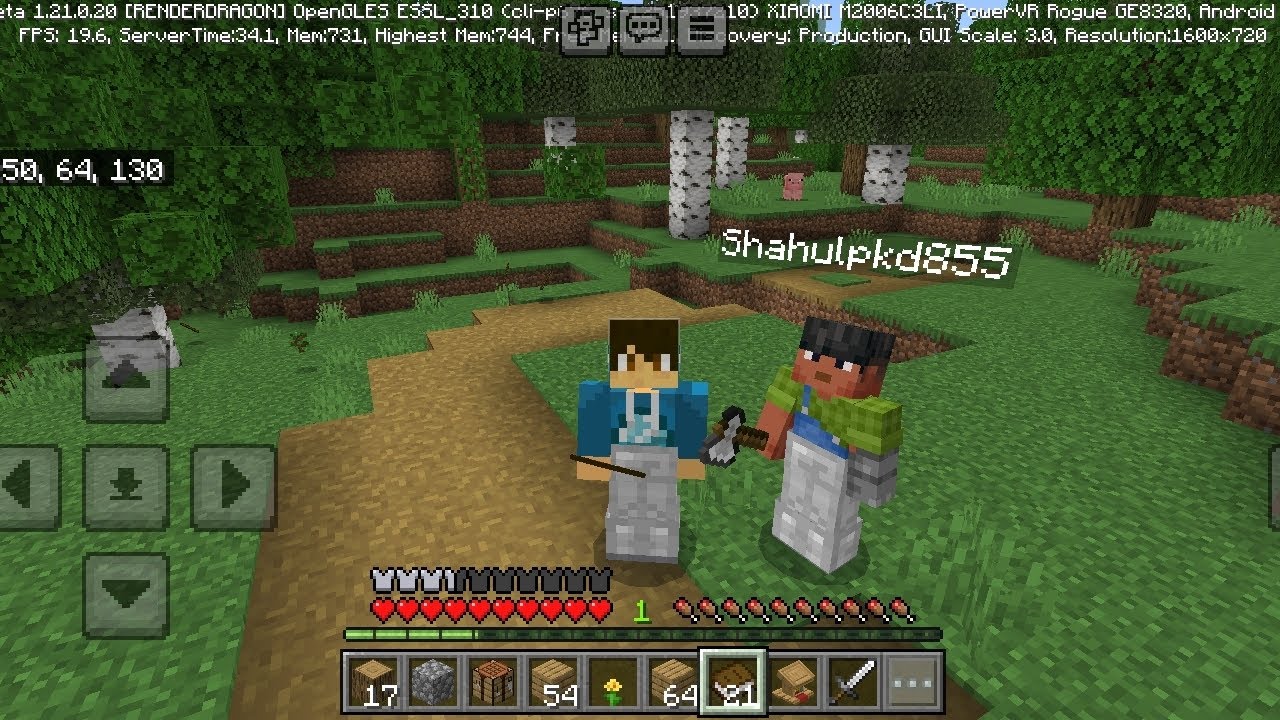 eta 1.21.0.20 [RENDERDRAGON] OpenGLES ESSL_310 XIAOMI M2006C3LI, PowerVR Rogue GE8320, Android
FPS: 19.6, ServerTime:34.1, Mem:731, Highest Mem:744, Production, GUI Scale: 3.0, Resolution:1600x720
50, 64, 130
Shahulpkd855
1
17 54 64 31